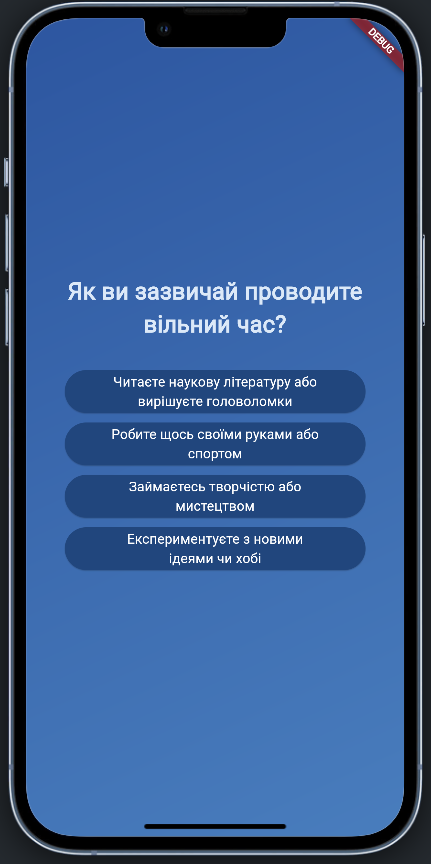 DEBUG
Як ви зазвичай проводите
вільний час?
Читаєте наукову літературу або
вирішуєте головоломки
Робите щось своїми руками або
спортом
Займаєтесь творчістю або
мистецтвом
Експериментуєте з новими
ідеями чи хобі